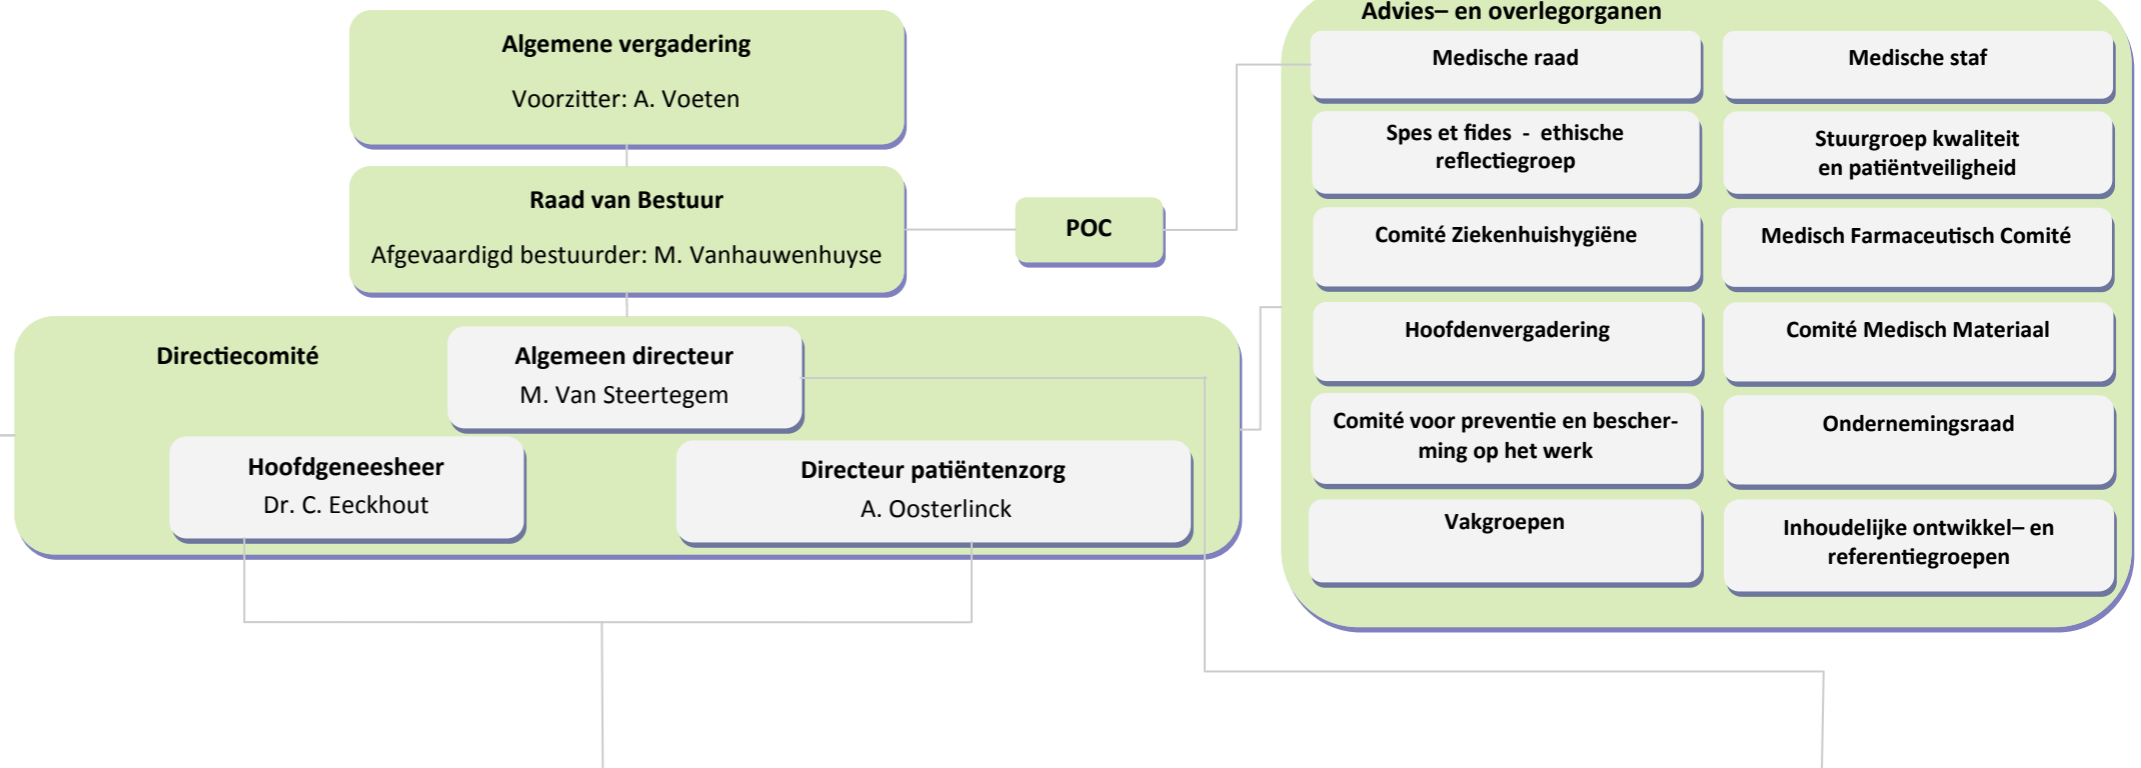 Algemene vergadering
Voorzitter: A. Voeten
Raad van Bestuur
Afgevaardigd bestuurder: M. Vanhauwenhuyse
POC
Directiecomité
Algemeen directeur
M. Van Steertegem
Hoofdgeneesheer
Dr. C. Eeckhout
Directeur patiëntenzorg
A. Oosterlinck
Advies– en overlegorganen
Medische raad
Medische staf
Spes et fides - ethische
reflectiegroep
Stuurgroep kwaliteit
en patiëntveiligheid
Comité Ziekenhuishygiëne
Medisch Farmaceutisch Comité
Hoofdenvergadering
Comité Medisch Materiaal
Comité voor preventie en bescher-
ming op het werk
Ondernemingsraad
Vakgroepen
Inhoudelijke ontwikkel– en
referentiegroepen